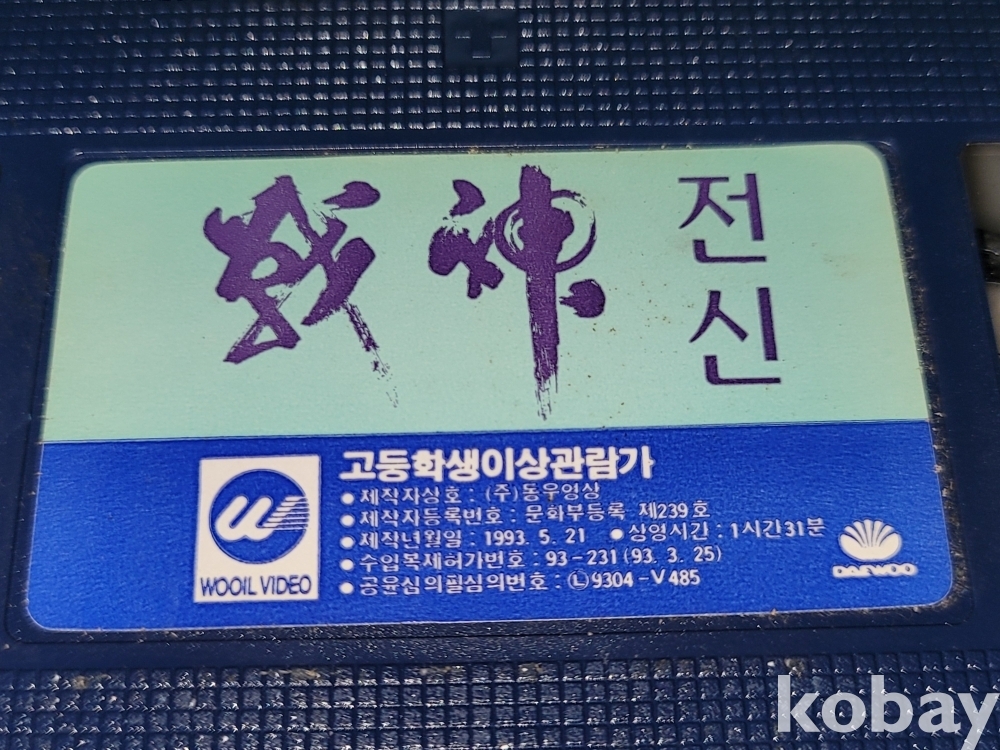 戰神
전신
고등학생이상관람가
● 제작자상호 : (주)동우영상
● 제작자등록번호 : 문화부등록 제239호
● 제작년월일 : 1993. 5. 21 ● 상영시간 : 1시간31분
● 수입복제허가번호 : 93-231 (93. 3. 25)
● 공윤심의필심의번호 : Ⓛ9304-V485
WOOIL VIDEO
DAEWOO
kobay